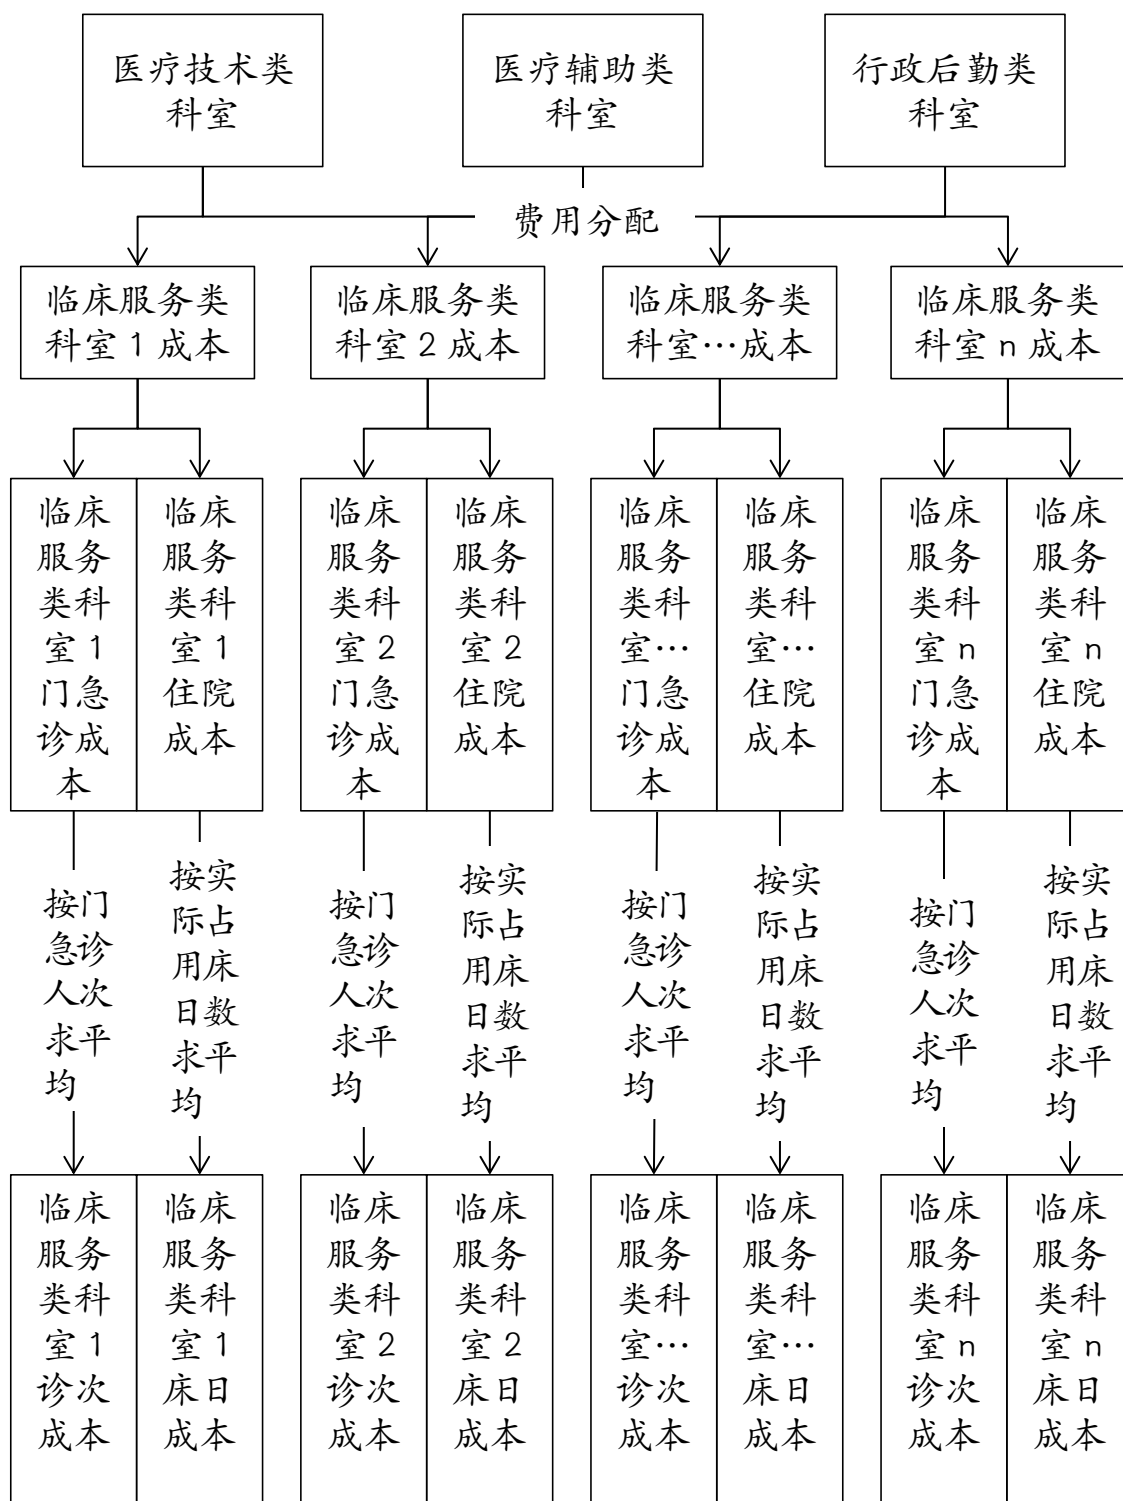 医疗技术类
科室
医疗辅助类
科室
行政后勤类
科室
费用分配
临床服务类
科室1成本
临床服务类
科室2成本
临床服务类
科室…成本
临床服务类
科室n成本
临床
服务
类科
室1
门急
诊成
本
临床
服务
类科
室1
住院
成本
临床
服务
类科
室2
门急
诊成
本
临床
服务
类科
室2
住院
成本
临床
服务
类科
室…
门急
诊成
本
临床
服务
类科
室…
住院
成本
临床
服务
类科
室n
门急
诊成
本
临床
服务
类科
室n
住院
成本
按门
急诊
人次
求平
均
按实
际占
用床
日数
求平
均
按门
急诊
人次
求平
均
按实
际占
用床
日数
求平
均
按门
急诊
人次
求平
均
按实
际占
用床
日数
求平
均
按门
急诊
人次
求平
均
按实
际占
用床
日数
求平
均
临床
服务
类科
室1
诊次
成本
临床
服务
类科
室1
床日
成本
临床
服务
类科
室2
诊次
成本
临床
服务
类科
室2
床日
成本
临床
服务
类科
室…
诊次
成本
临床
服务
类科
室…
床日
成本
临床
服务
类科
室n
诊次
成本
临床
服务
类科
室n
床日
成本